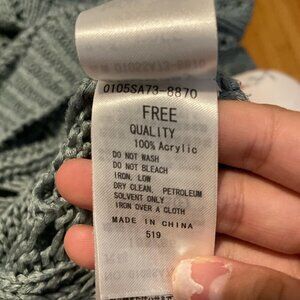 0105SA73-8870
FREE
QUALITY
100% Acrylic
DO NOT WASH
DO NOT BLEACH
IRON, LOW
DRY CLEAN, PETROLEUM
SOLVENT ONLY
IRON OVER A CLOTH
MADE IN CHINA
519